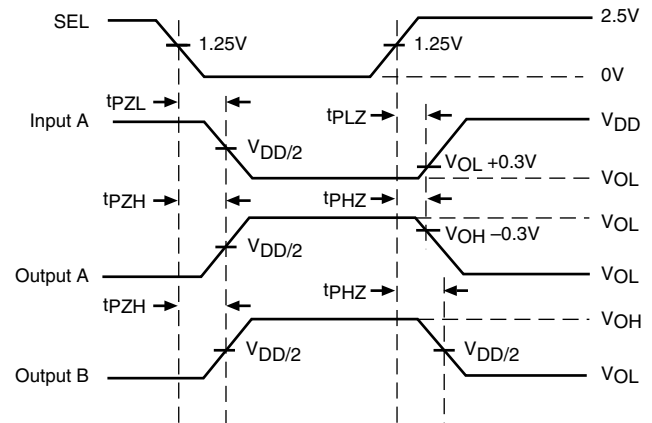 SEL
1.25V
1.25V
2.5V
0V
tPZL
tPLZ
Input A
VDD/2
VDD
VOL +0.3V
VOL
tPZH
tPHZ
VOL
VDD/2
VOH –0.3V
Output A
VOL
tPZH
tPHZ
VOH
VDD/2
VDD/2
Output B
VOL